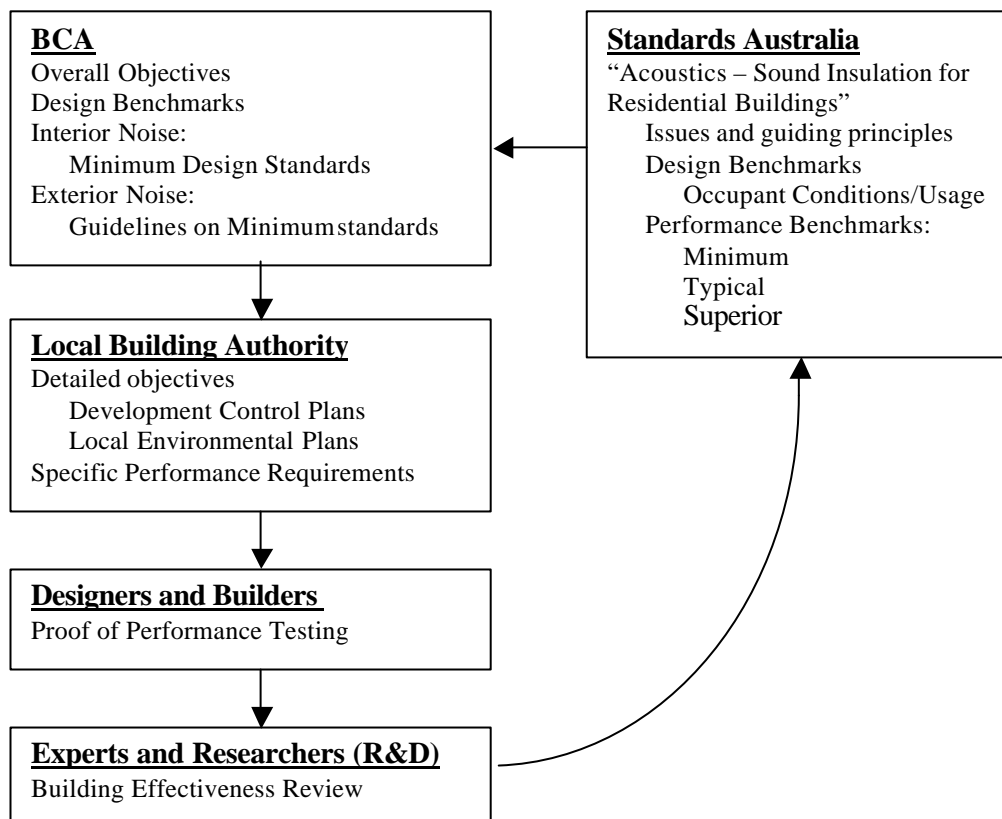 BCA
Overall Objectives
Design Benchmarks
Interior Noise:
Minimum Design Standards
Exterior Noise:
Guidelines on Minimum standards
Standards Australia
“Acoustics – Sound Insulation for
Residential Buildings”
Issues and guiding principles
Design Benchmarks
Occupant Conditions/Usage
Performance Benchmarks:
Minimum
Typical
Superior
Local Building Authority
Detailed objectives
Development Control Plans
Local Environmental Plans
Specific Performance Requirements
Designers and Builders
Proof of Performance Testing
Experts and Researchers (R&D)
Building Effectiveness Review